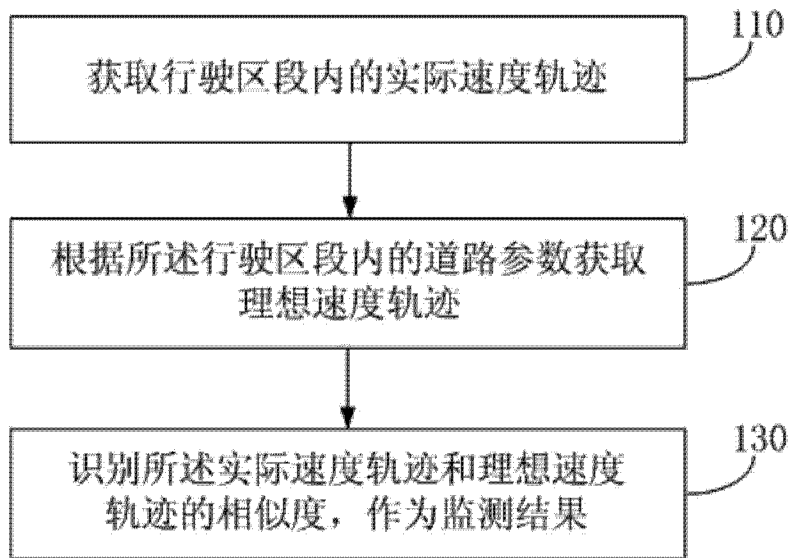 110
获取行驶区段内的实际速度轨迹
120
根据所述行驶区段内的道路参数获取
理想速度轨迹
130
识别所述实际速度轨迹和理想速度
轨迹的相似度，作为监测结果